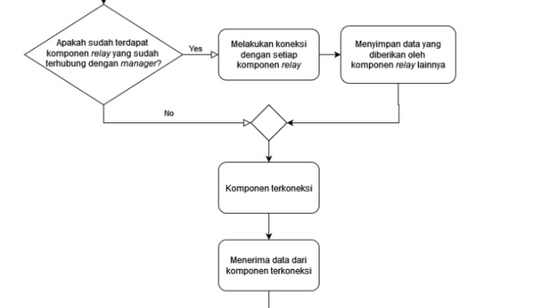 Apakah sudah terdapat
komponen relay yang sudah
terhubung dengan manager?
Yes
Melakukan koneksi
dengan setiap
komponen relay
Menyimpan data yang
diberikan oleh
komponen relay lainnya
No
Komponen terkoneksi
Menerima data dari
komponen terkoneksi